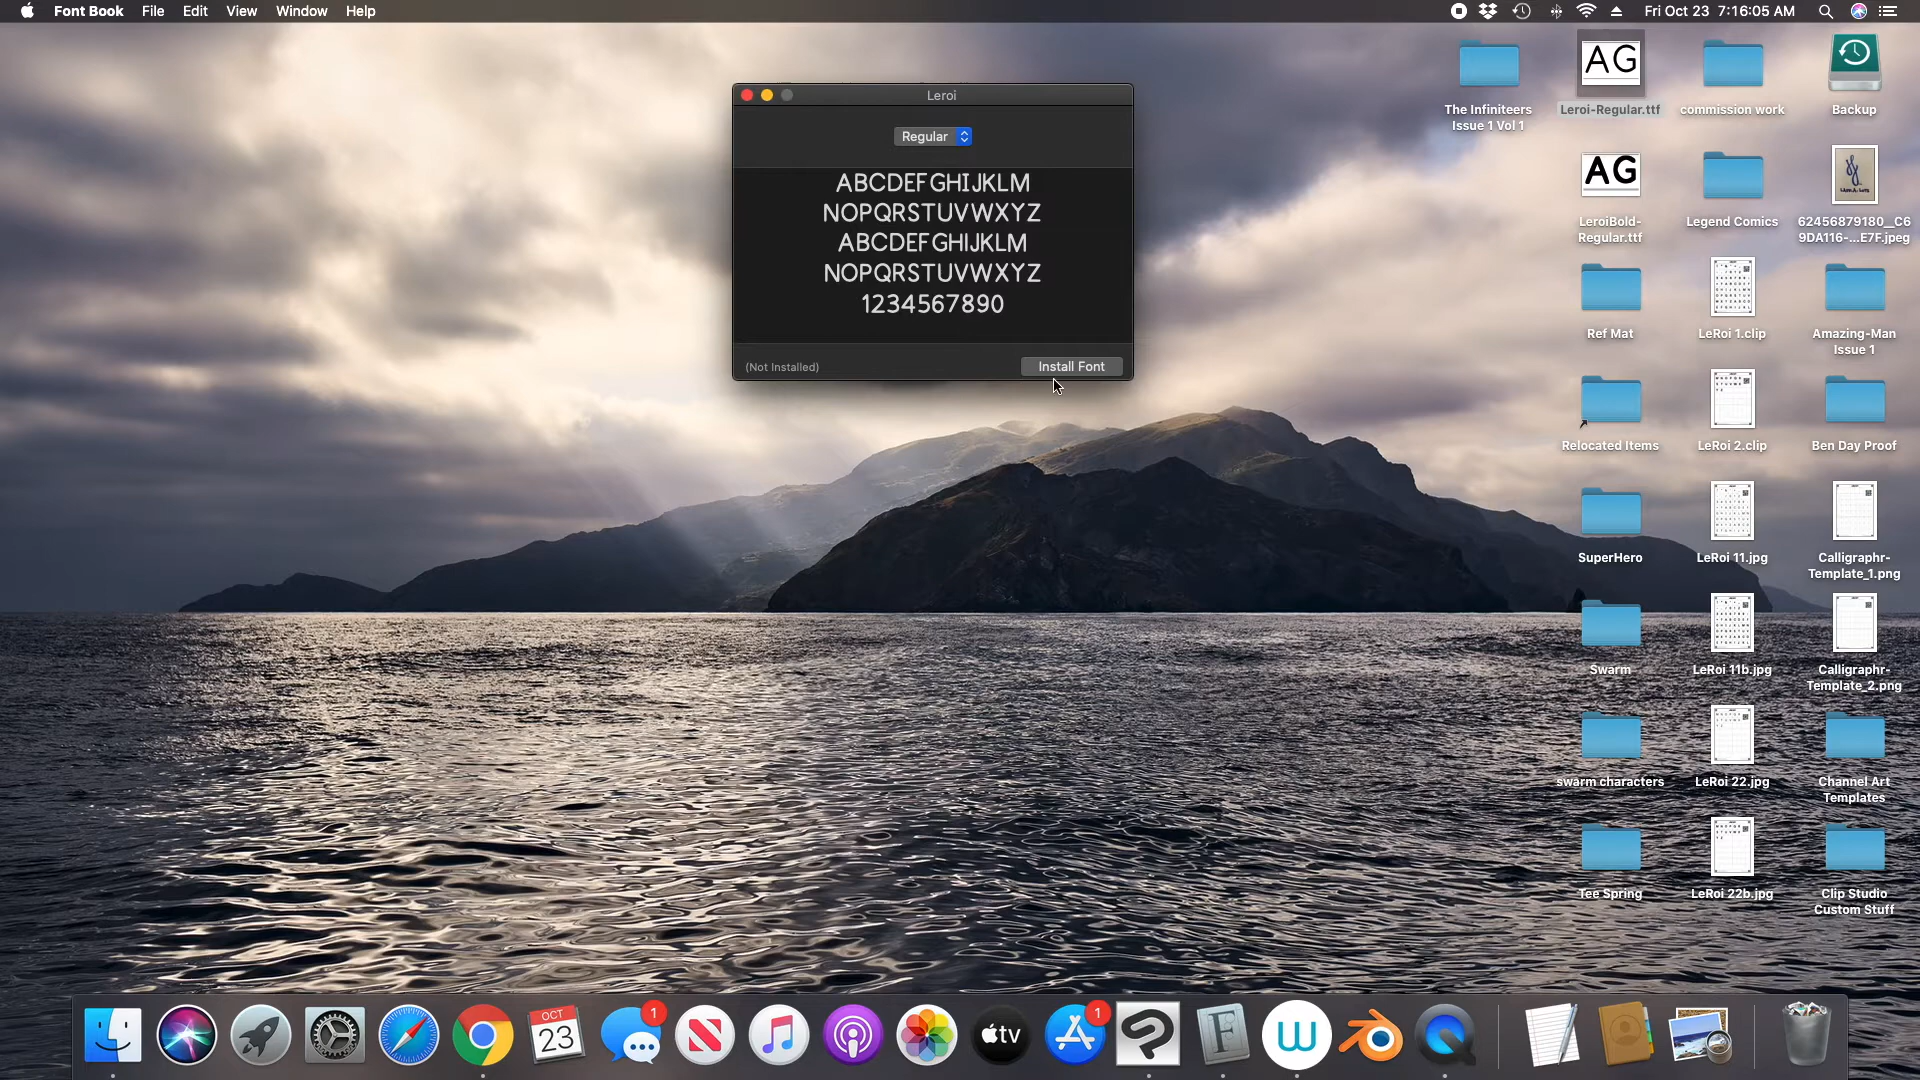 Font Book File Edit View Window Help
Fri Oct 23 7:16:05 AM
Leroi
Regular
ABCDEFGHIJKLM
NOPQRSTUVWXYZ
ABCDEFGHIJKLM
NOPQRSTUVWXYZ
1234567890
(Not Installed)
Install Font
The Infiniteers
Issue 1 Vol 1
AG
Leroi-Regular.ttf
commission work
Backup
AG
LeroiBold-
Regular.ttf
Legend Comics
62456879180__C6
9DA116-...E7F.jpeg
Ref Mat
LeRoi 1.clip
Amazing-Man
Issue 1
Relocated Items
LeRoi 2.clip
Ben Day Proof
SuperHero
LeRoi 11.jpg
Calligraphr-
Template_1.png
Swarm
LeRoi 11b.jpg
Calligraphr-
Template_2.png
swarm characters
LeRoi 22.jpg
Channel Art
Templates
Tee Spring
LeRoi 22b.jpg
Clip Studio
Custom Stuff
OCT
23
1
tv
1
F